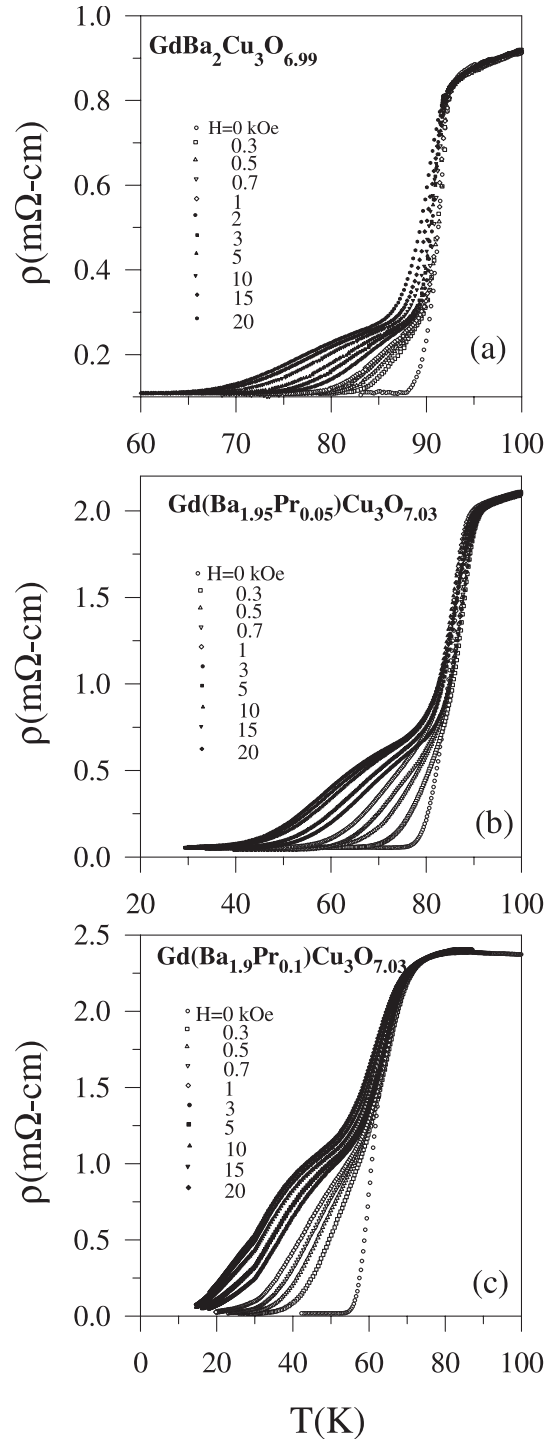 1.0
GdBa₂Cu₃O₆.₉₉
0.8
H=0 kOe
0.3
0.5
0.7
0.6
1
2
3
5
0.4
10
15
20
(a)
0.2
ρ(mΩ-cm)
60 70 80 90 100
Gd(Ba₁.₉₅Pr₀.₀₅)Cu₃O₇.₀₃
2.0
H=0 kOe
0.3
0.5
0.7
1.5
1
3
5
1.0
10
15
20
0.5
(b)
0.0
ρ(mΩ-cm)
20 40 60 80 100
2.5
Gd(Ba₁.₉Pr₀.₁)Cu₃O₇.₀₃
2.0
H=0 kOe
0.3
0.5
0.7
1.5
1
3
5
10
1.0
15
20
0.5
(c)
0.0
ρ(mΩ-cm)
0 20 40 60 80 100
T(K)